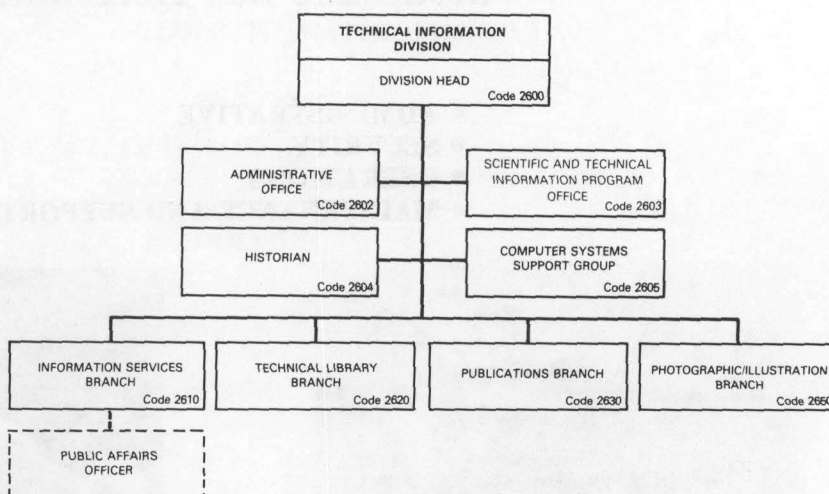 TECHNICAL INFORMATION
DIVISION
DIVISION HEAD
Code 2600
ADMINISTRATIVE
OFFICE
Code 2602
SCIENTIFIC AND TECHNICAL
INFORMATION PROGRAM
OFFICE
Code 2603
HISTORIAN
Code 2604
COMPUTER SYSTEMS
SUPPORT GROUP
Code 2605
INFORMATION SERVICES
BRANCH
Code 2610
TECHNICAL LIBRARY
BRANCH
Code 2620
PUBLICATIONS BRANCH
Code 2630
PHOTOGRAPHIC/ILLUSTRATION
BRANCH
Code 2650
PUBLIC AFFAIRS
OFFICER